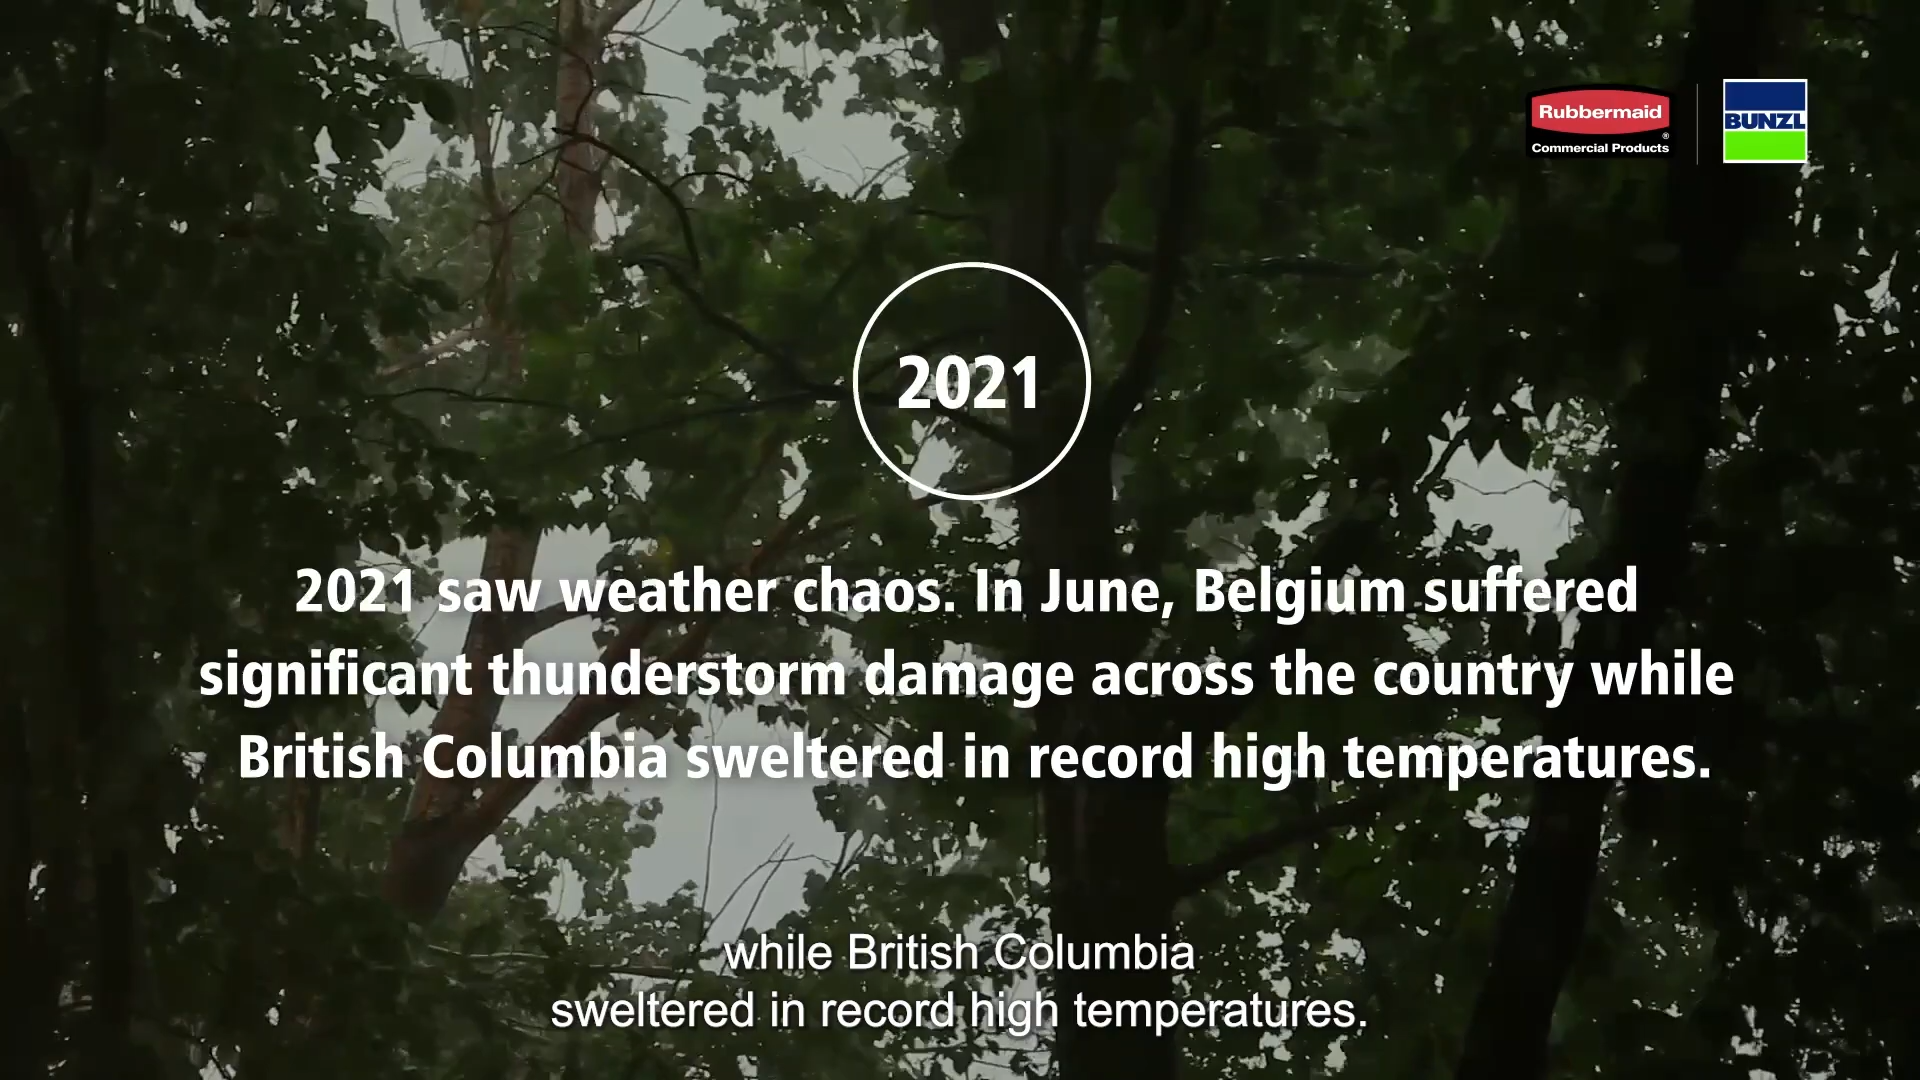 Rubbermaid
®
Commercial Products
BUNZL
2021
2021 saw weather chaos. In June, Belgium suffered
significant thunderstorm damage across the country while
British Columbia sweltered in record high temperatures.
while British Columbia
sweltered in record high temperatures.